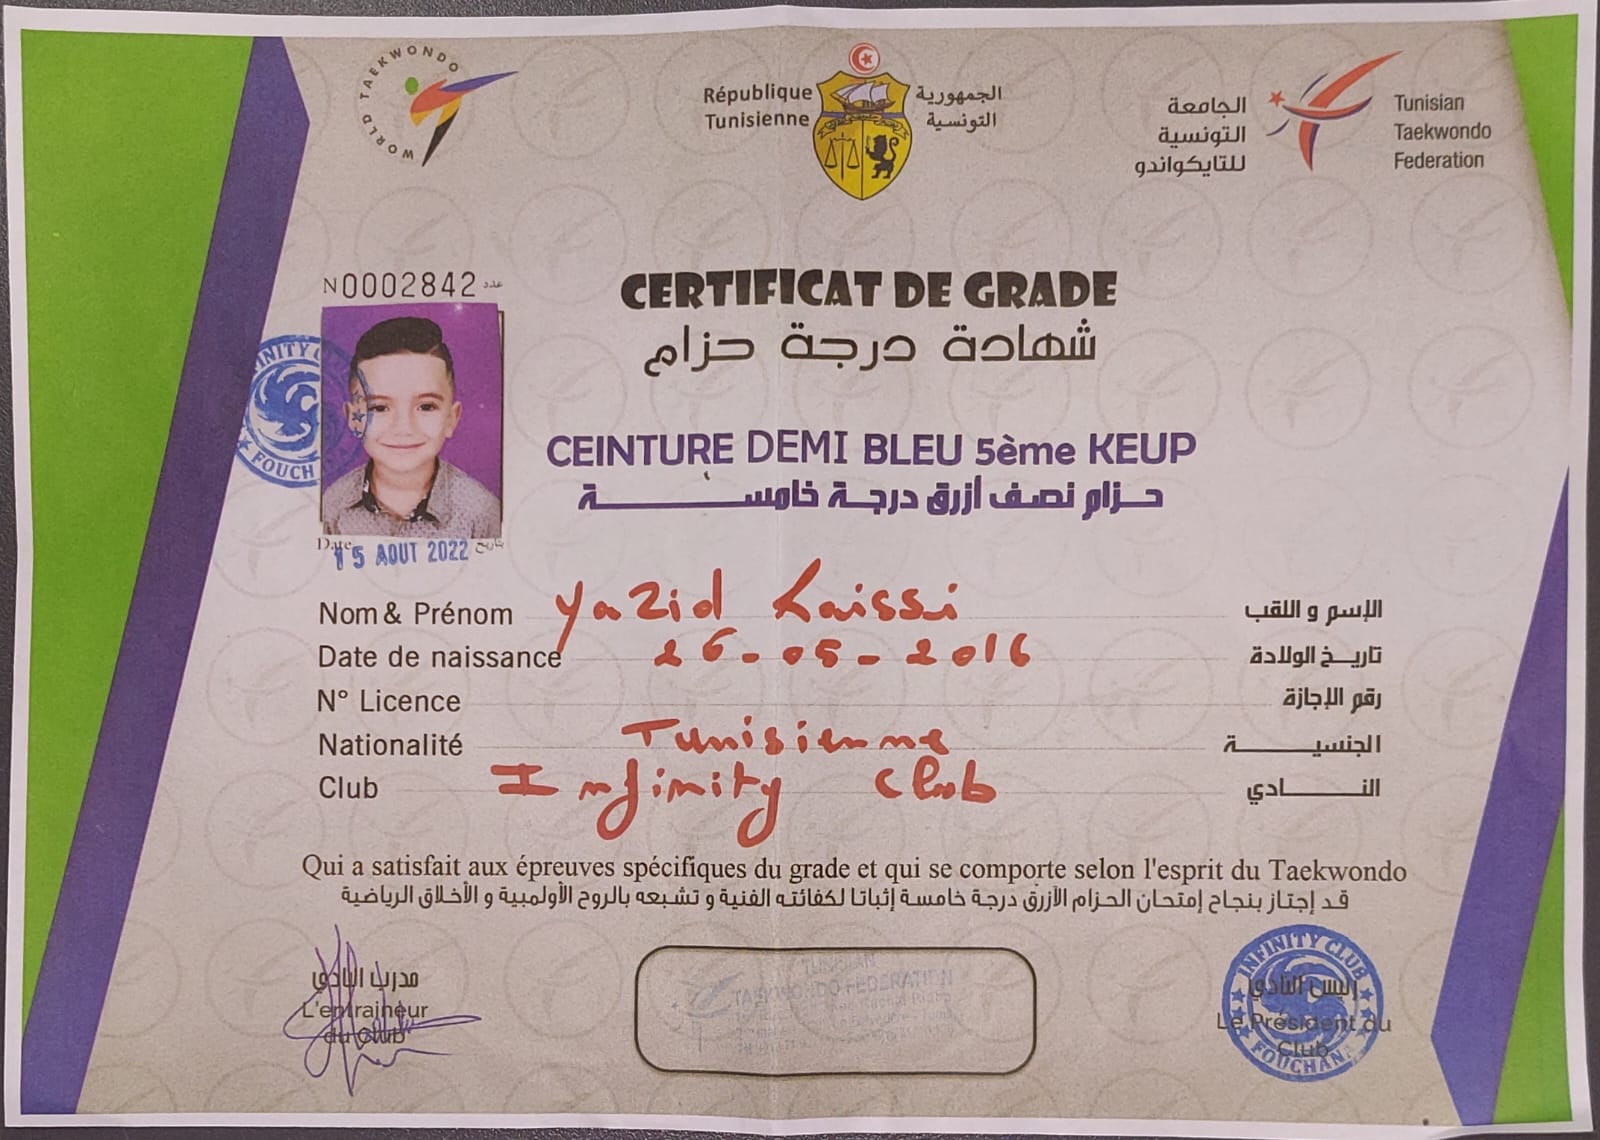 WORLD TAEKWONDO
République
Tunisienne
الجمهورية
التونسية
الجامعة
التونسية
للتايكواندو
Tunisian
Taekwondo
Federation
N0002842 عدد
CERTIFICAT DE GRADE
شهادة درجة حزام
INFINITY C
FOUCHANA
CEINTURE DEMI BLEU 5ème KEUP
حزام نصف أزرق درجة خامسة
Date 15 AOUT 2022 بتاريخ
Nom & Prénom Yazid Laissi الإسم و اللقب
Date de naissance 26-05-2016 تاريخ الولادة
N° Licence رقم الإجازة
Nationalité Tunisienne الجنسية
Club Infinity Club النادي
Qui a satisfait aux épreuves spécifiques du grade et qui se comporte selon l'esprit du Taekwondo
قد إجتاز بنجاح إمتحان الحزام الأزرق درجة خامسة إثباتا لكفائته الفنية و تشبعه بالروح الأولمبية و الأخلاق الرياضية
مدرب النادي
L'entraineur
du Club
TUNISIAN
TAEKWONDO FEDERATION
INFINITY CLUB
رئيس النادي
Le Président du
Club
FOUCHANA